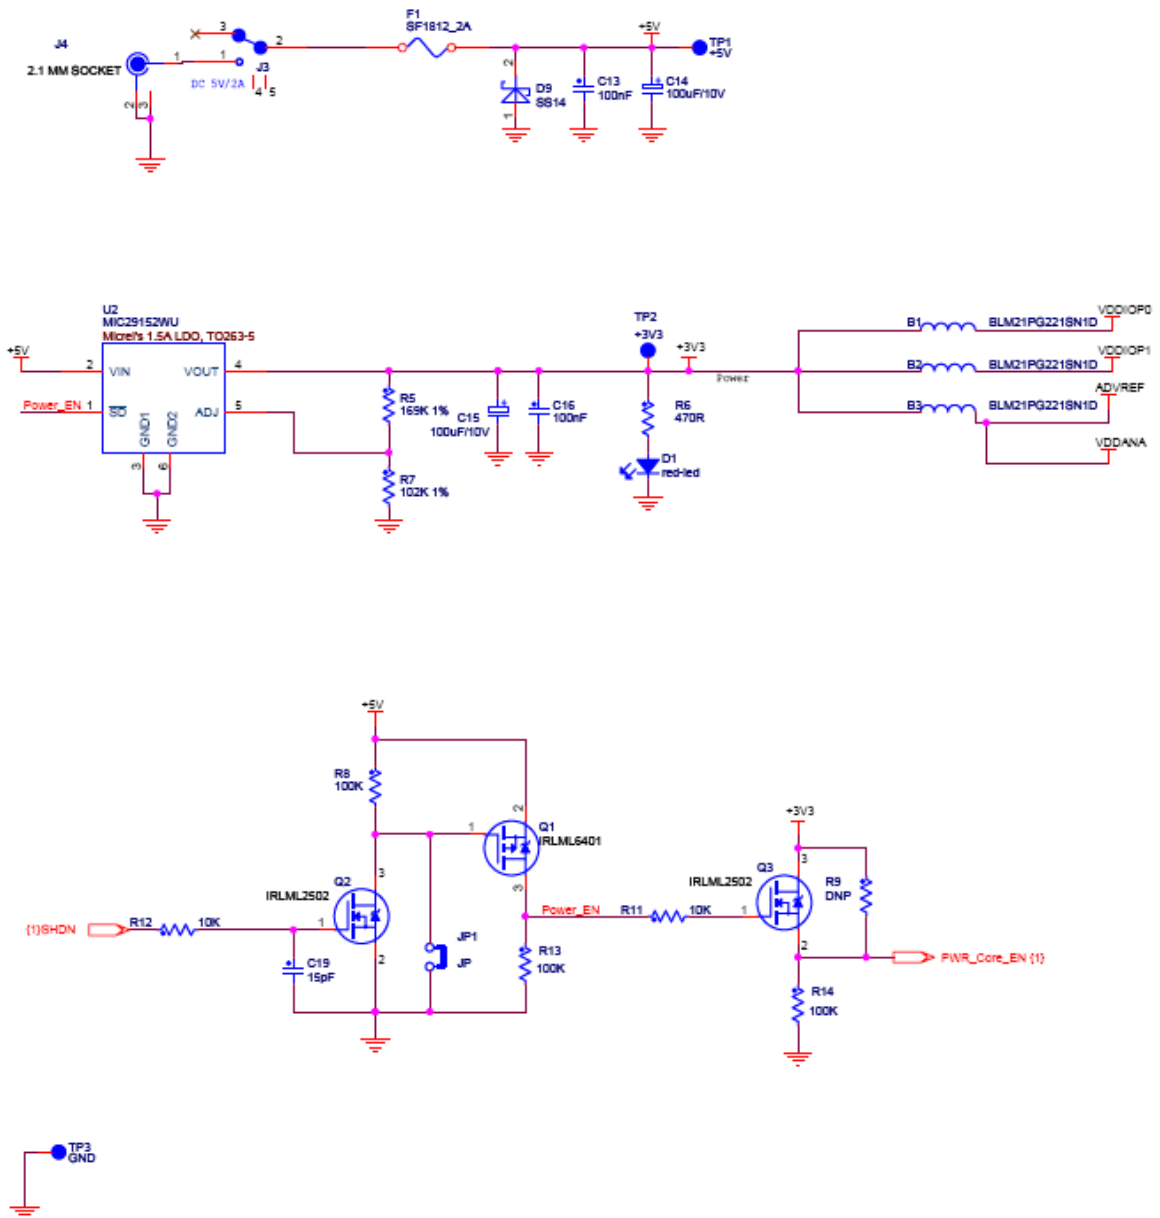 J4
2.1 MM SOCKET
1
2
3
3
2
1
J3
DC 5V/2A
4
5
F1
SF1812_2A
+5V
TP1
+5V
2
D9
SS14
1
C13
100nF
C14
100uF/10V
U2
MIC29152WU
Micrel's 1.5A LDO, TO263-5
+5V
2
VIN
VOUT
4
Power_EN
1
SD
ADJ
5
GND1
GND2
3
6
R5
169K 1%
R7
102K 1%
C15
100uF/10V
C16
100nF
TP2
+3V3
+3V3
Power
R6
470R
D1
red-led
B1
BLM21PG221SN1D
VDDIOP0
B2
BLM21PG221SN1D
VDDIOP1
B3
BLM21PG221SN1D
ADVREF
VDDANA
+5V
R8
100K
2
1
Q1
IRLML6401
3
3
Q2
IRLML2502
1
2
{1}SHDN
R12
10K
C19
15pF
JP1
JP
Power_EN
R13
100K
R11
10K
+3V3
3
Q3
IRLML2502
1
2
R9
DNP
PWR_Core_EN {1}
R14
100K
TP3
GND